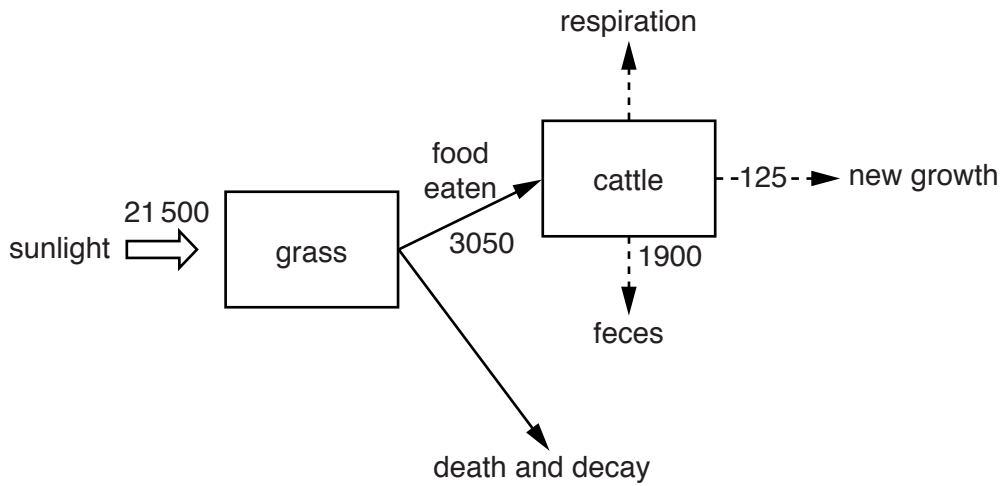 respiration
food
eaten
cattle
125
new growth
21 500
sunlight
grass
3050
1900
feces
death and decay